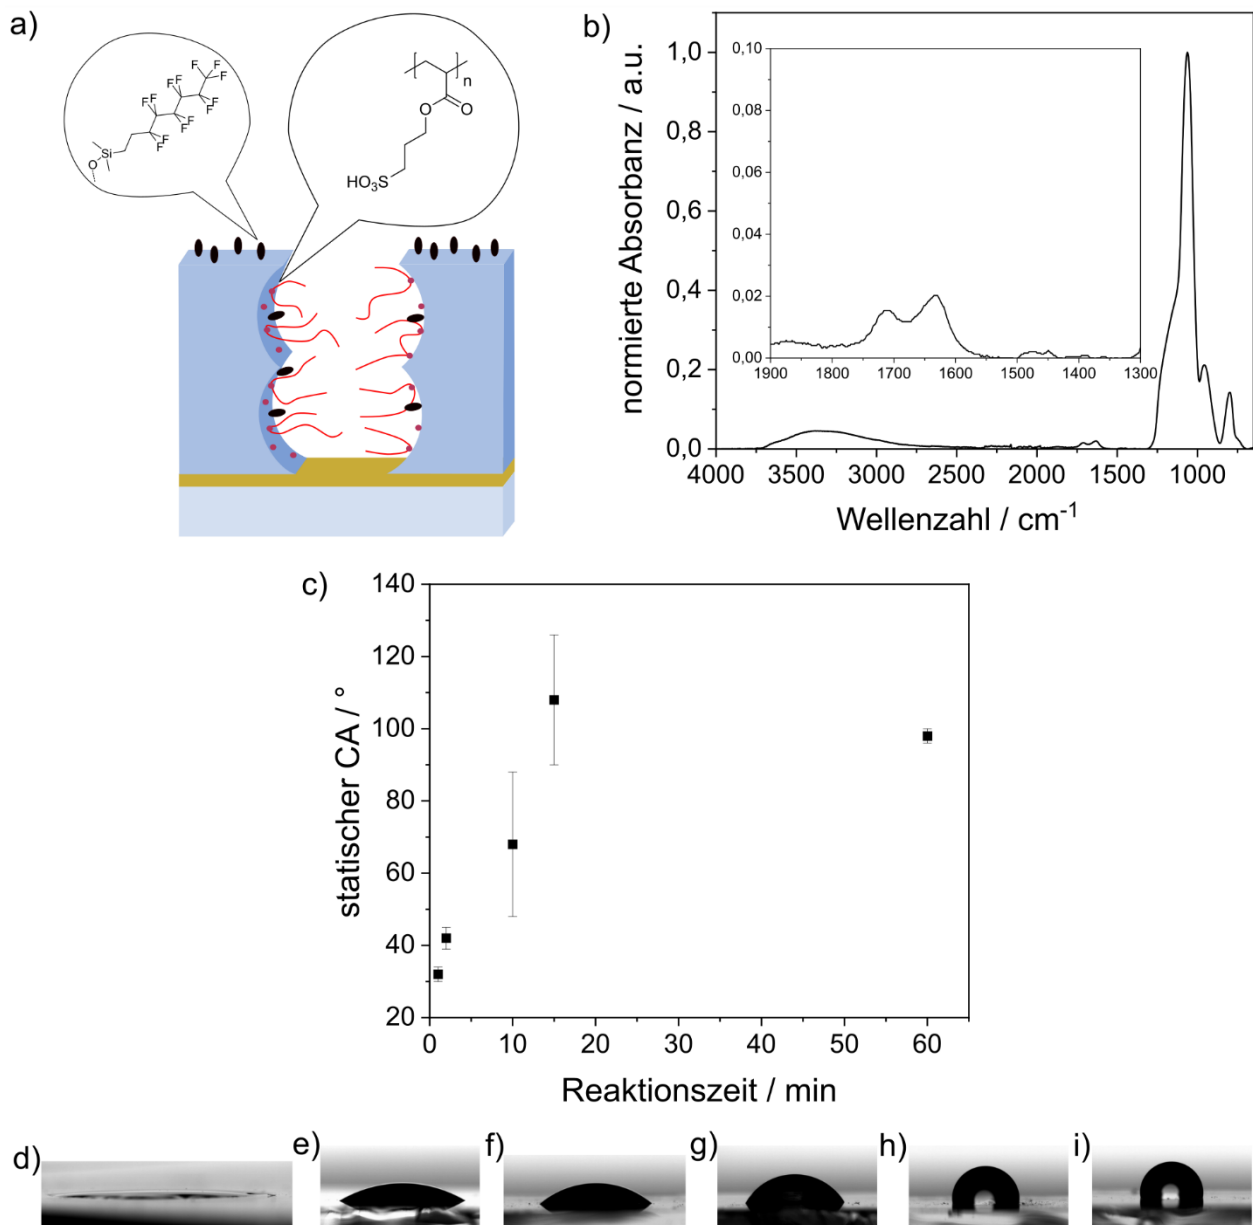 a)
F F F F F F F
F F F F F F
Si
O
n
O
O
HO3S
b)
normierte Absorbanz / a.u.
1,0
0,8
0,6
0,4
0,2
0,0
4000 3500 3000 2500 2000 1500 1000
Wellenzahl / cm-1
0,10
0,08
0,06
0,04
0,02
0,00
1900 1800 1700 1600 1500 1400 1300
c)
statischer CA / °
140
120
100
80
60
40
20
0 10 20 30 40 50 60
Reaktionszeit / min
d) e) f) g) h) i)